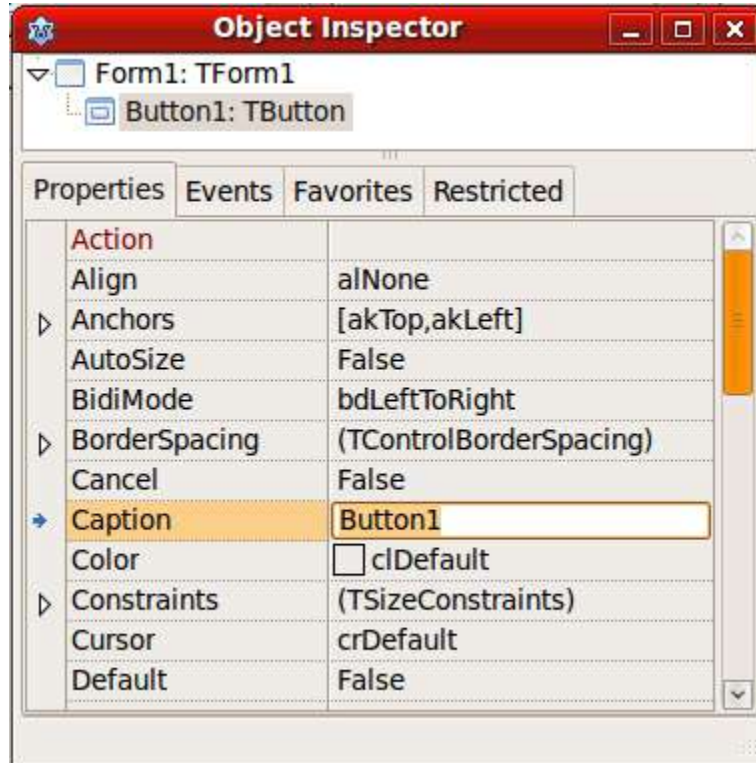 Object Inspector
Form1: TForm1
Button1: TButton
Properties Events Favorites Restricted
Action
Align alNone
Anchors [akTop,akLeft]
AutoSize False
BidiMode bdLeftToRight
BorderSpacing (TControlBorderSpacing)
Cancel False
Caption Button1
Color clDefault
Constraints (TSizeConstraints)
Cursor crDefault
Default False